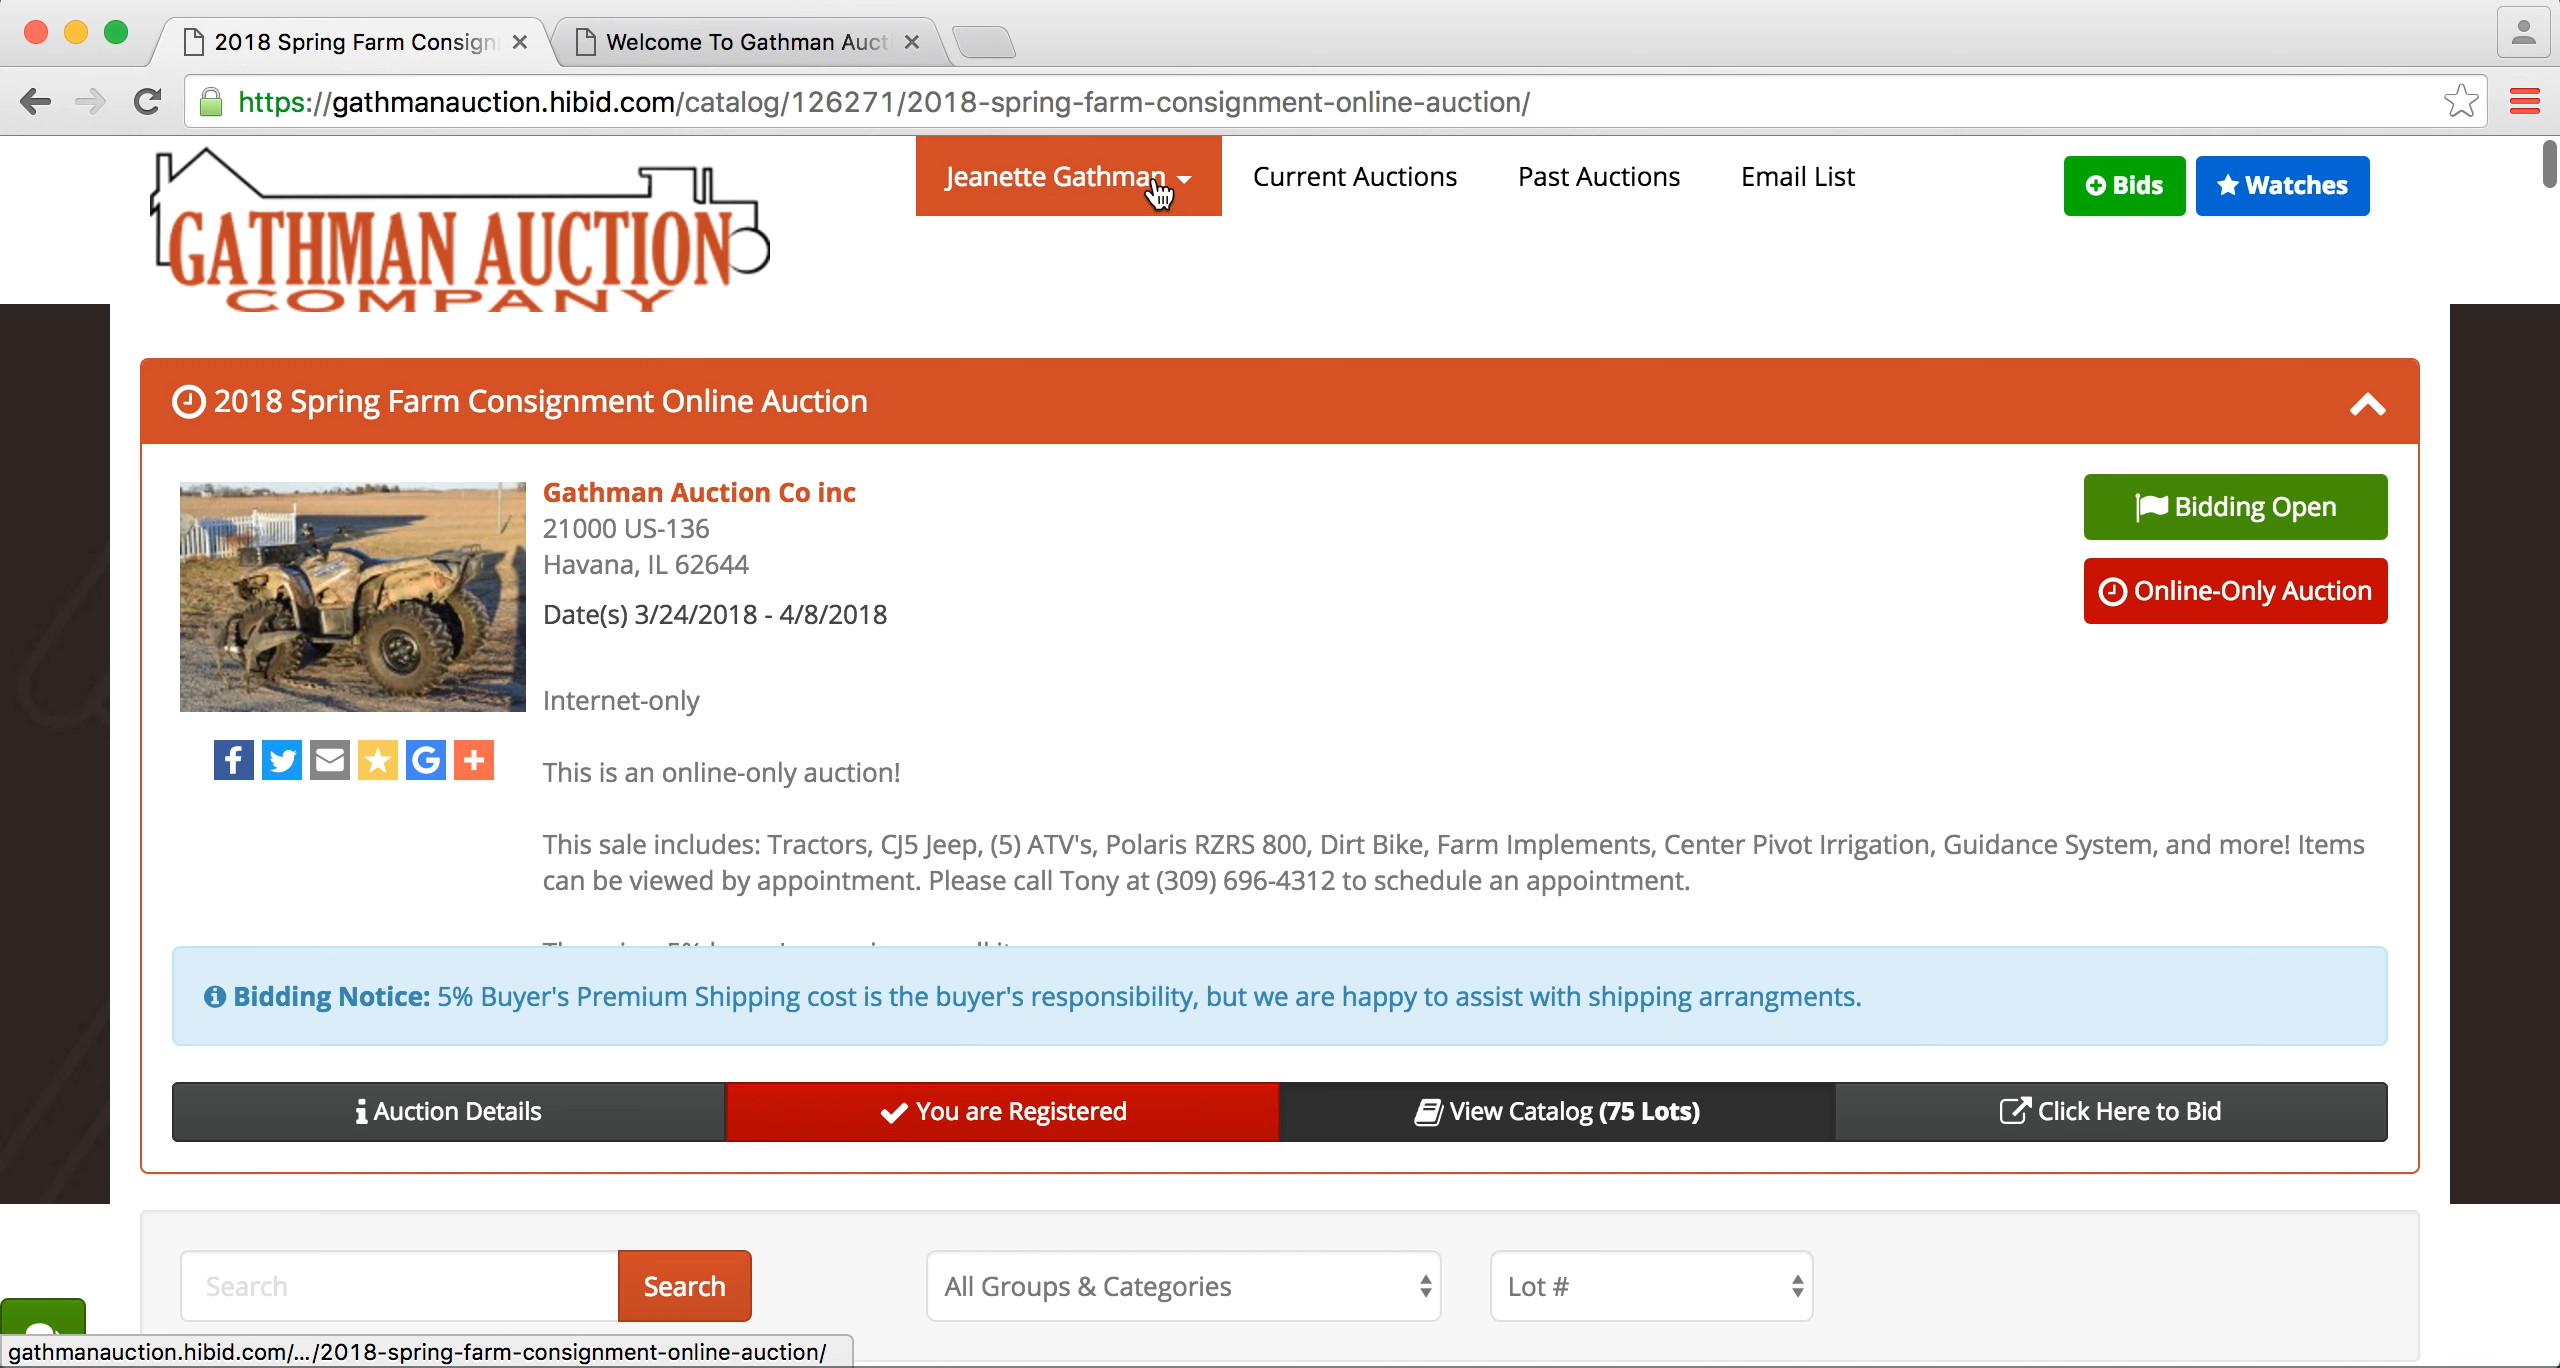 2018 Spring Farm Consign
Welcome To Gathman Aucti
https://gathmanauction.hibid.com/catalog/126271/2018-spring-farm-consignment-online-auction/
GATHMAN AUCTION
COMPANY
Jeanette Gathman
Current Auctions
Past Auctions
Email List
Bids
Watches
2018 Spring Farm Consignment Online Auction
Gathman Auction Co inc
21000 US-136
Havana, IL 62644
Date(s) 3/24/2018 - 4/8/2018
Bidding Open
Online-Only Auction
Internet-only
This is an online-only auction!
This sale includes: Tractors, CJ5 Jeep, (5) ATV's, Polaris RZRS 800, Dirt Bike, Farm Implements, Center Pivot Irrigation, Guidance System, and more! Items
can be viewed by appointment. Please call Tony at (309) 696-4312 to schedule an appointment.
Bidding Notice: 5% Buyer's Premium Shipping cost is the buyer's responsibility, but we are happy to assist with shipping arrangments.
Auction Details
You are Registered
View Catalog (75 Lots)
Click Here to Bid
Search
Search
All Groups & Categories
Lot #
gathmanauction.hibid.com/.../2018-spring-farm-consignment-online-auction/